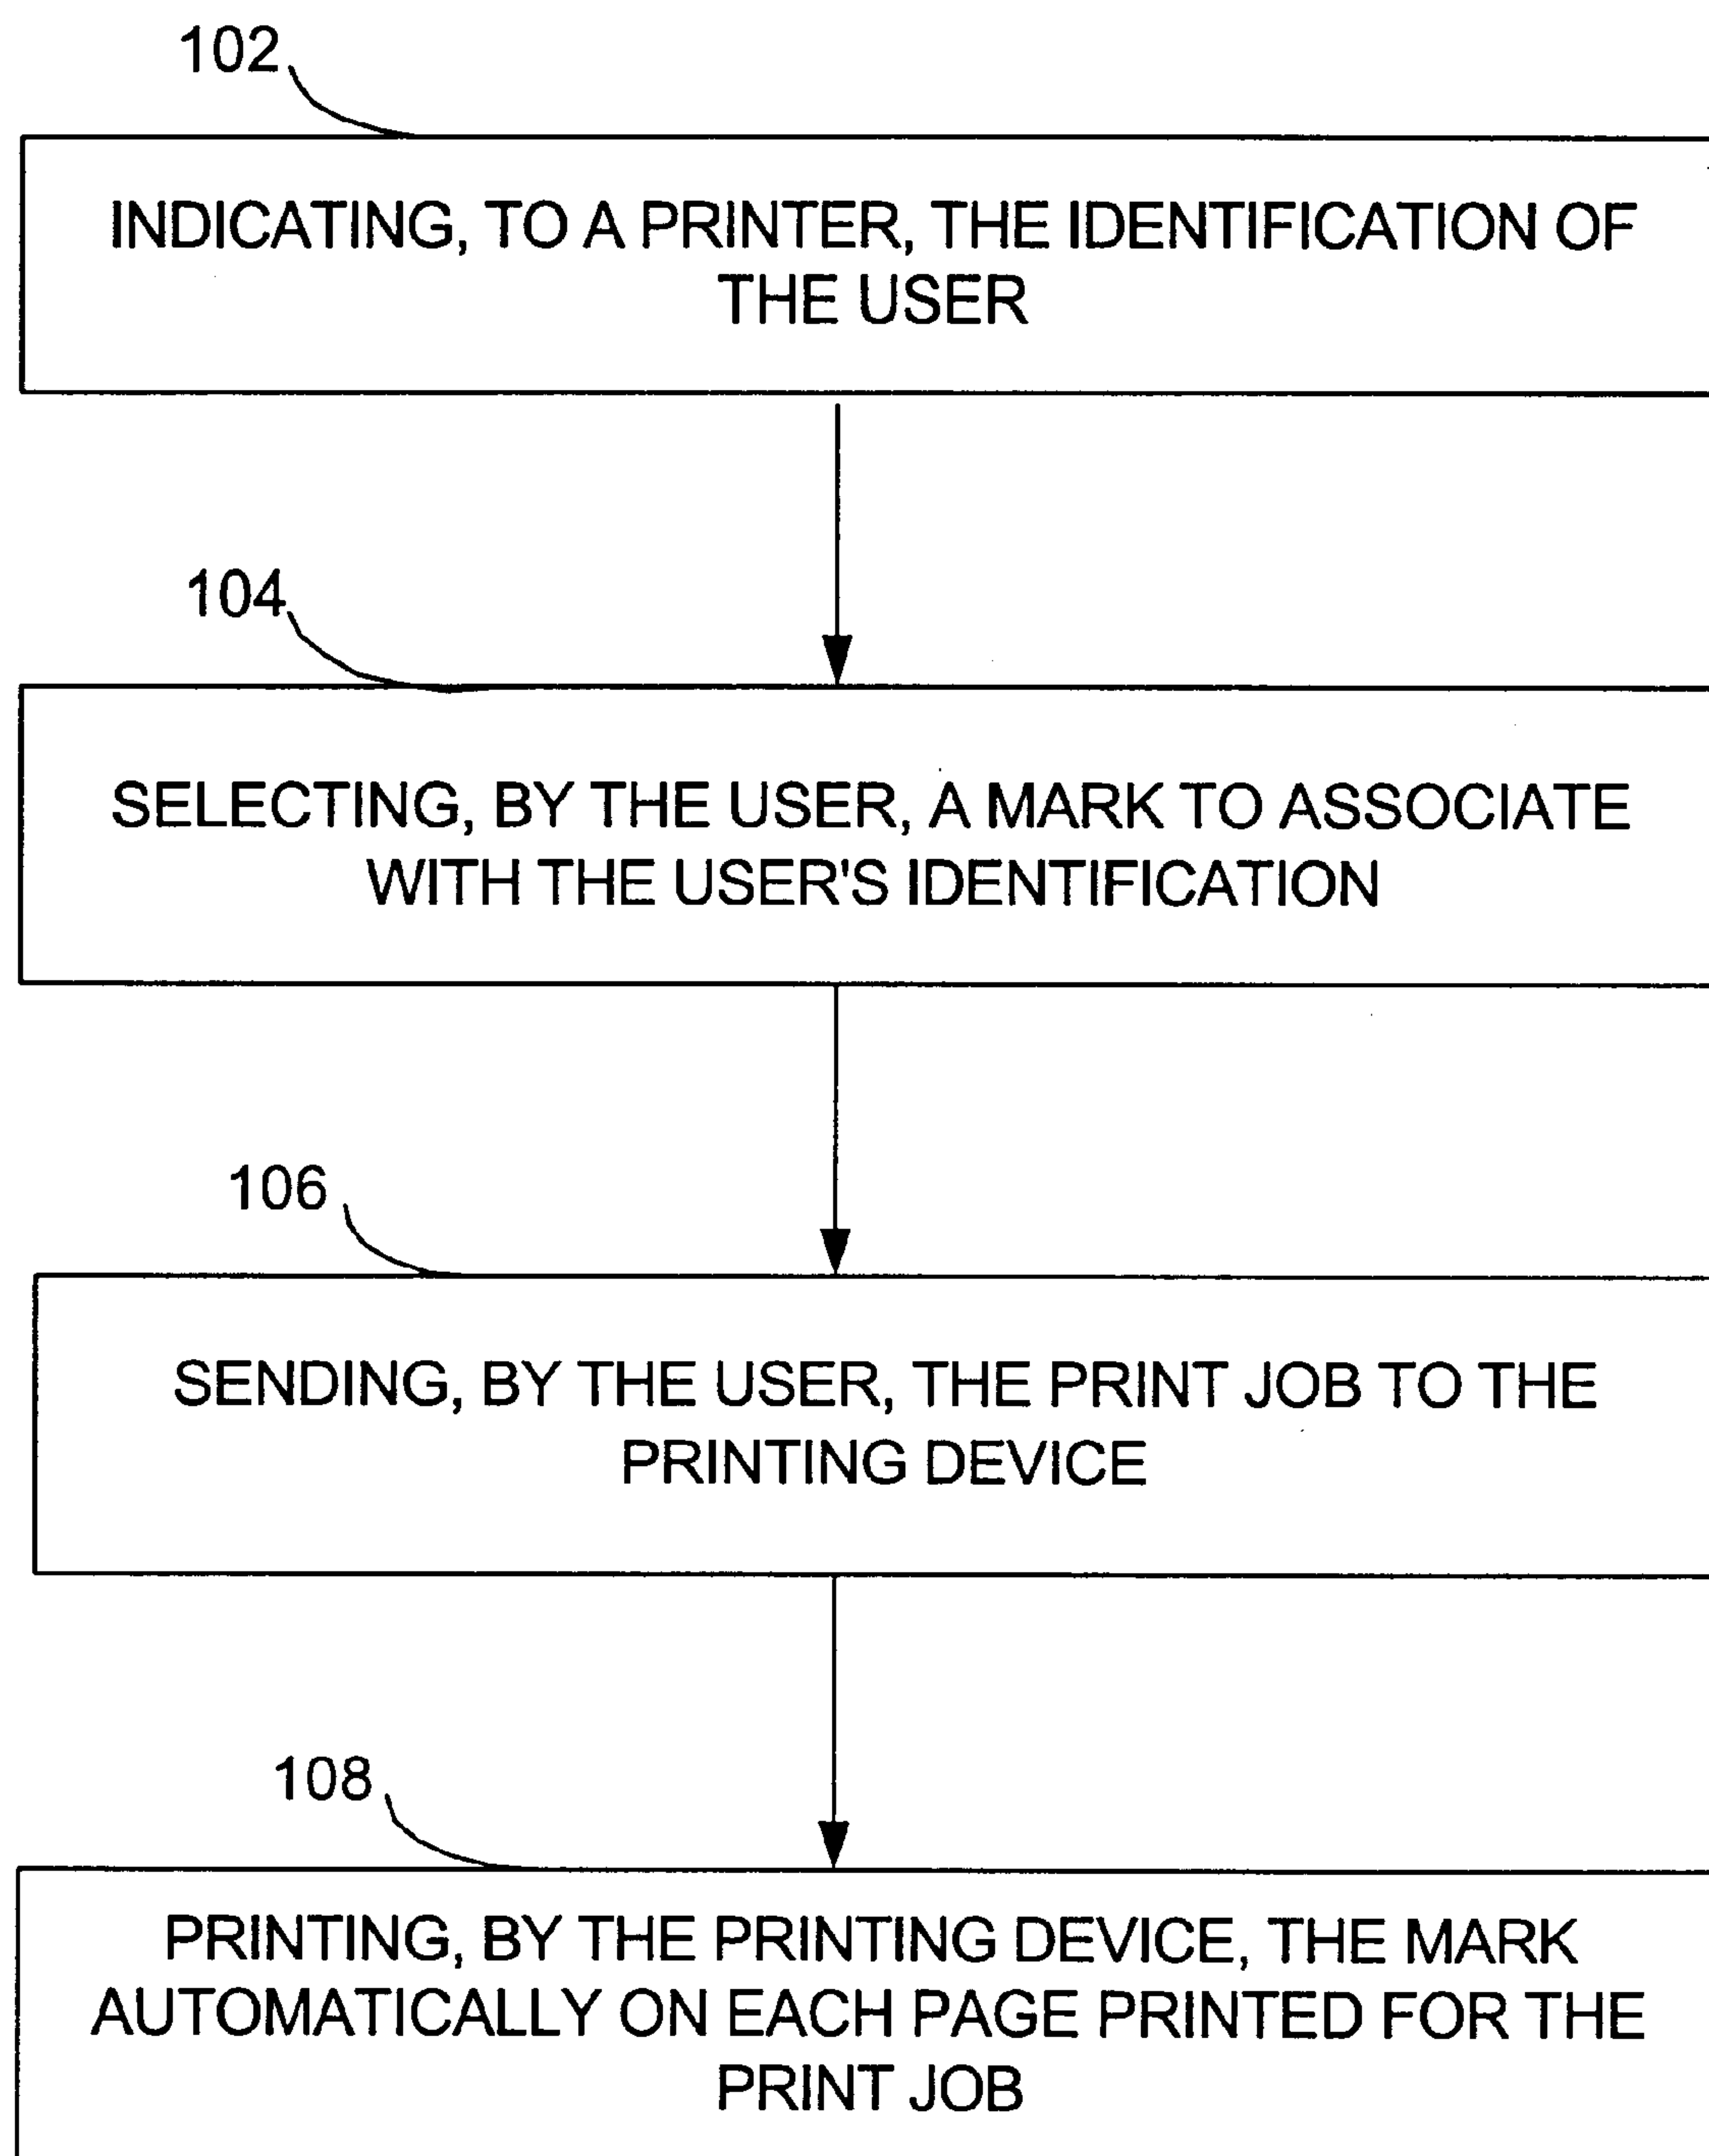 102
INDICATING, TO A PRINTER, THE IDENTIFICATION OF
THE USER
104
SELECTING, BY THE USER, A MARK TO ASSOCIATE
WITH THE USER'S IDENTIFICATION
106
SENDING, BY THE USER, THE PRINT JOB TO THE
PRINTING DEVICE
108
PRINTING, BY THE PRINTING DEVICE, THE MARK
AUTOMATICALLY ON EACH PAGE PRINTED FOR THE
PRINT JOB